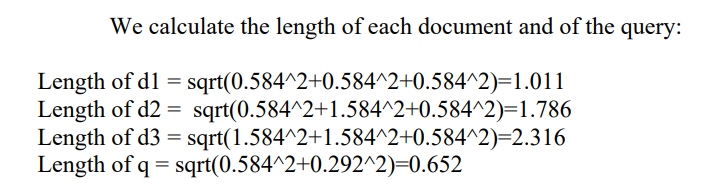 We calculate the length of each document and of the query:
Length of d1 = sqrt(0.584^2+0.584^2+0.584^2)=1.011
Length of d2 = sqrt(0.584^2+1.584^2+0.584^2)=1.786
Length of d3 = sqrt(1.584^2+1.584^2+0.584^2)=2.316
Length of q = sqrt(0.584^2+0.292^2)=0.652